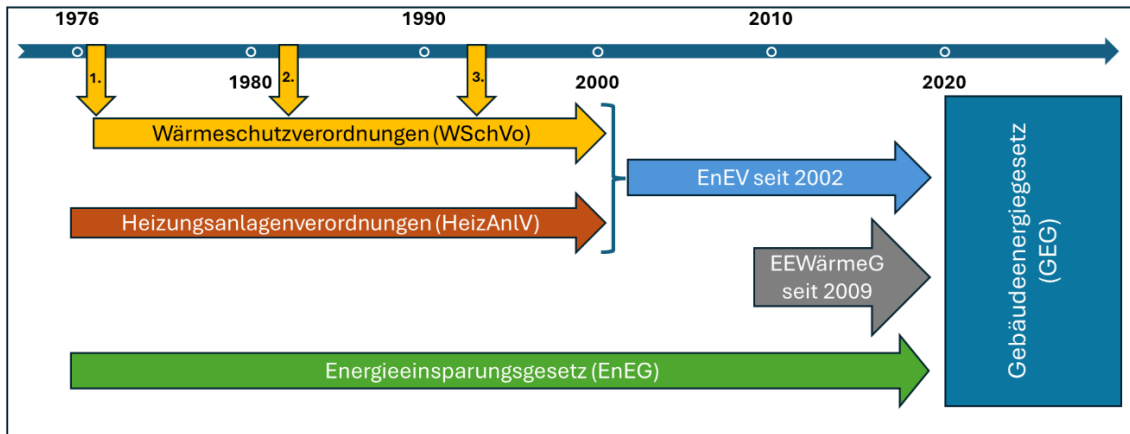 1976
1990
2010
1.
1980
2.
3.
2000
2020
Wärmeschutzverordnungen (WSchVo)
EnEV seit 2002
Heizungsanlagenverordnungen (HeizAnlV)
EEWärmeG
seit 2009
Energieeinsparungsgesetz (EnEG)
Gebäudeenergiegesetz
(GEG)